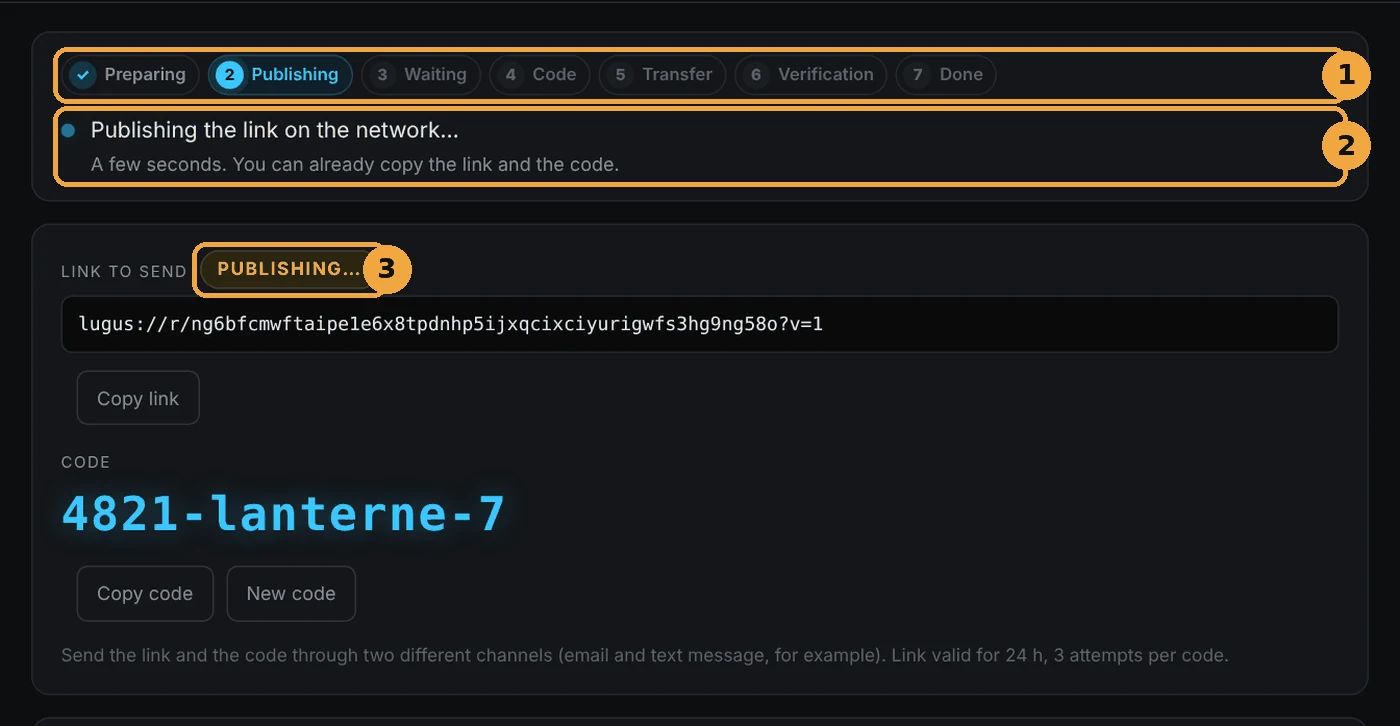 Preparing 2 Publishing 3 Waiting 4 Code 5 Transfer 6 Verification 7 Done 1
Publishing the link on the network...
A few seconds. You can already copy the link and the code.
2
LINK TO SEND PUBLISHING... 3
lugus://r/ng6bfcmwftaipe1e6x8tpdnhp5ijxqcixciyurigwfs3hg9ng58o?v=1
Copy link
CODE
4821-lanterne-7
Copy code New code
Send the link and the code through two different channels (email and text message, for example). Link valid for 24 h, 3 attempts per code.